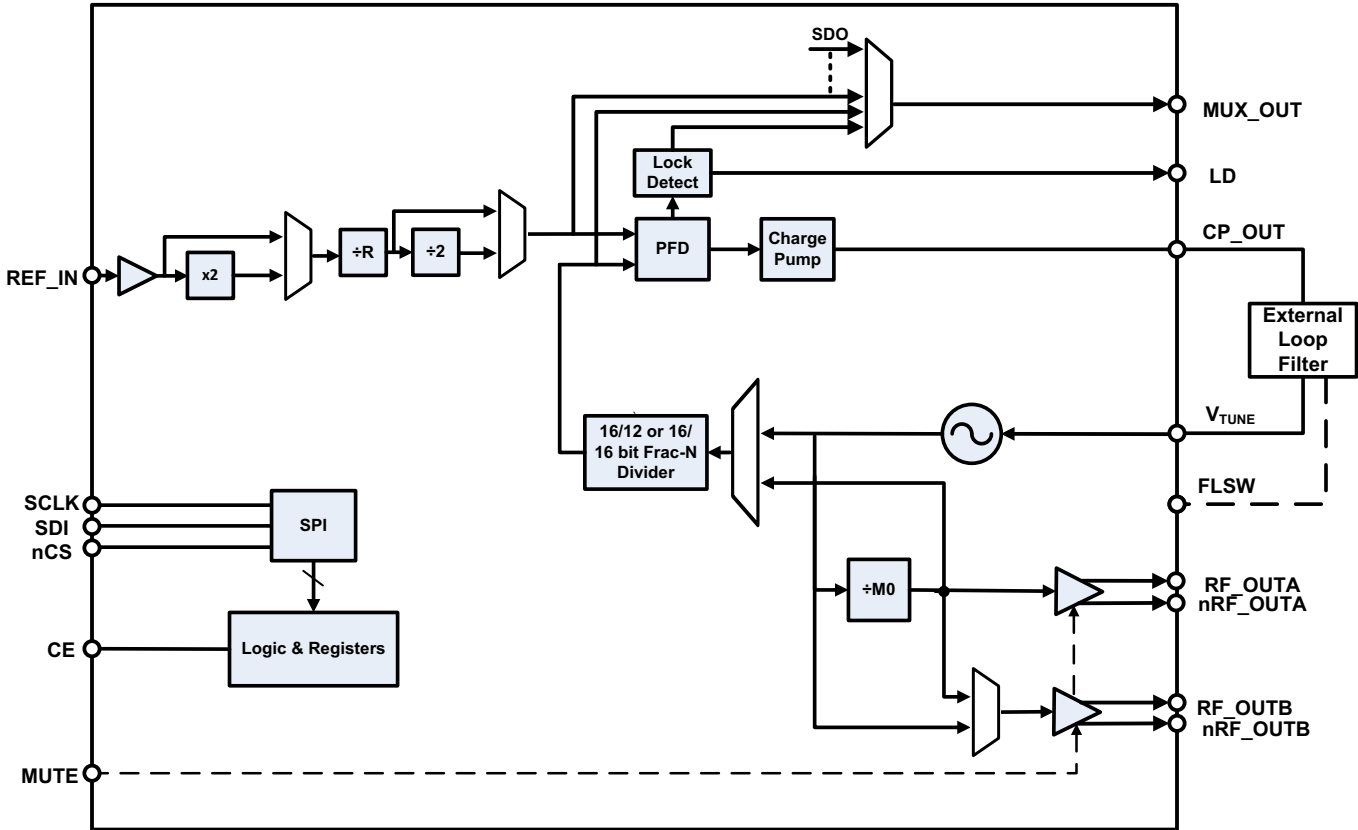 SDO
MUX_OUT
Lock
Detect
LD
CP_OUT
REF_IN
x2
÷R
÷2
PFD
Charge
Pump
External
Loop
Filter
16/12 or 16/
16 bit Frac-N
Divider
VTUNE
FLSW
SCLK
SDI
nCS
SPI
÷M0
RF_OUTA
nRF_OUTA
CE
Logic & Registers
RF_OUTB
nRF_OUTB
MUTE